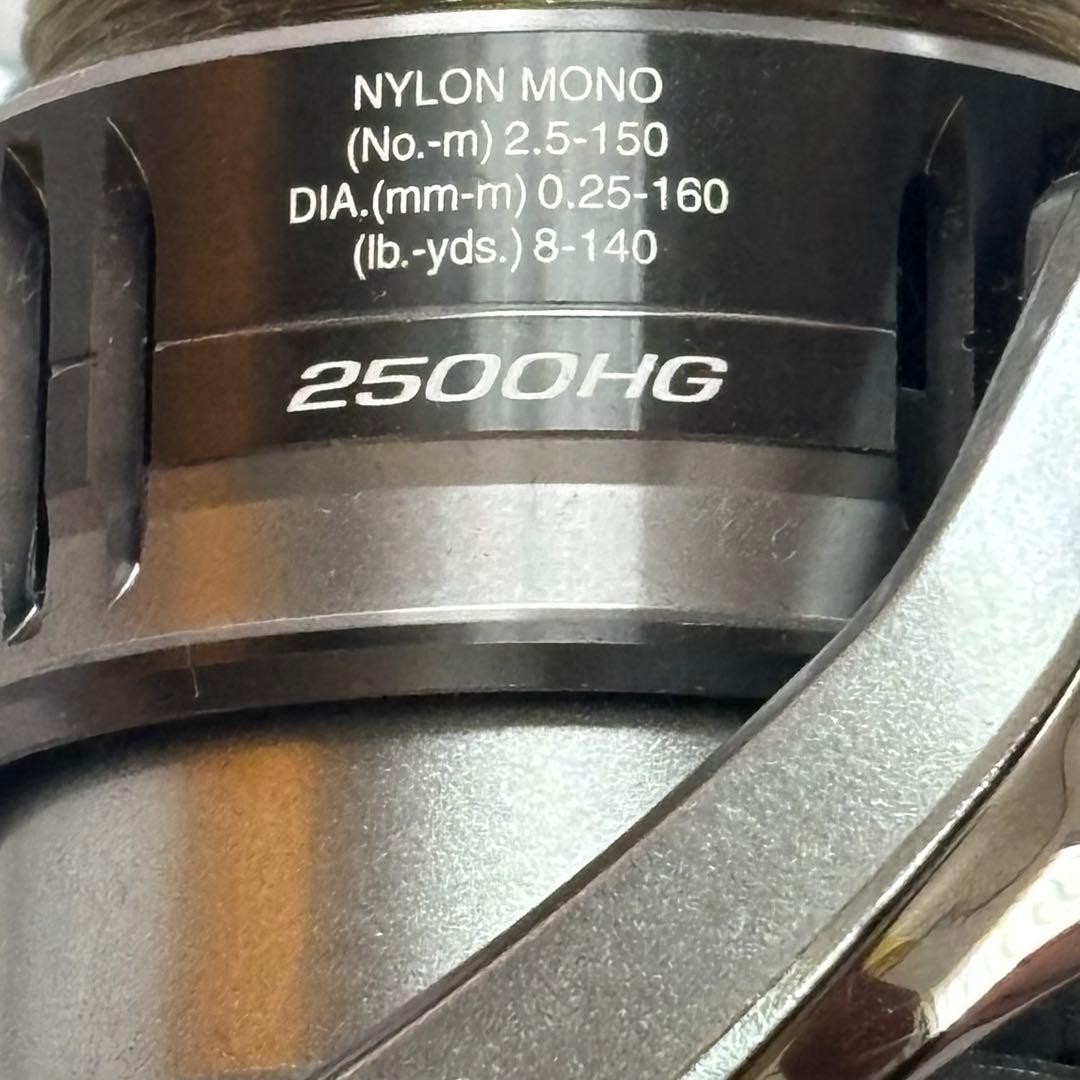 NYLON MONO
(No.-m) 2.5-150
DIA.(mm-m) 0.25-160
(lb.-yds.) 8-140
2500HG